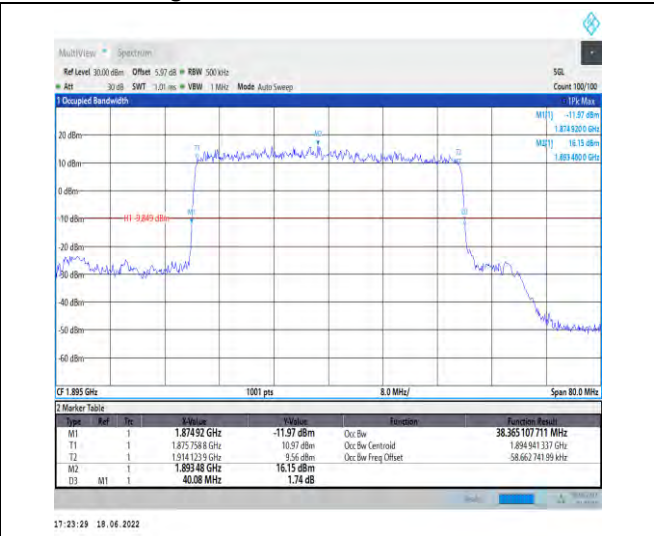 MultiView Spectrum
Ref Level 30.00 dBm Offset 5.97 dB RBW 500 kHz SGL
Att 30 dB SWT 1.01 ms VBW 1 MHz Mode Auto Sweep Count 100/100
1 Occupied Bandwidth 1Pk Max
M1[1] -11.97 dBm
1.8749200 GHz
20 dBm M2[1] 16.15 dBm
1.8934800 GHz
M2
T1 T2
10 dBm
0 dBm
M1 D3
-10 dBm H1 -9.849 dBm
-20 dBm
-30 dBm
-40 dBm
-50 dBm
-60 dBm
CF 1.895 GHz 1001 pts 8.0 MHz/ Span 80.0 MHz
2 Marker Table
Type Ref Trc X-Value Y-Value Function Function Result
M1 1 1.87492 GHz -11.97 dBm Occ Bw 38.365 107 711 MHz
T1 1 1.875 758 8 GHz 10.97 dBm Occ Bw Centroid 1.894 941 337 GHz
T2 1 1.914 123 9 GHz 9.56 dBm Occ Bw Freq Offset -58.662 741 99 kHz
M2 1 1.893 48 GHz 16.15 dBm
D3 M1 1 40.08 MHz 1.74 dB
17:23:29 18.06.2022